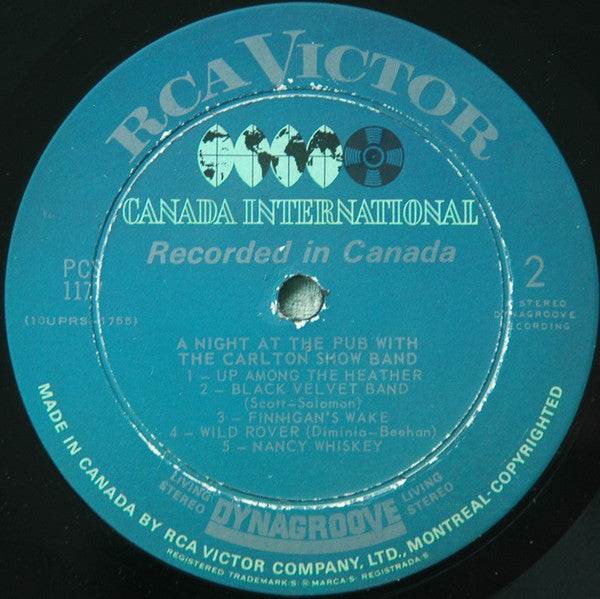 RCA VICTOR
CANADA INTERNATIONAL
Recorded in Canada
2
STEREO
DYNAGROOVE
RECORDING
(10UPRS-1755)
A NIGHT AT THE PUB WITH
THE CARLTON SHOW BAND
1 - UP AMONG THE HEATHER
2 - BLACK VELVET BAND
(Scott-Solomon)
3 - FINNIGAN'S WAKE
4 - WILD ROVER (Diminio-Beehan)
5 - NANCY WHISKEY
LIVING
STEREO
DYNAGROOVE
LIVING
STEREO
MADE IN CANADA BY RCA VICTOR COMPANY, LTD., MONTREAL-COPYRIGHTED
REGISTERED TRADEMARK'S ® MARCA'S REGISTRADA'S